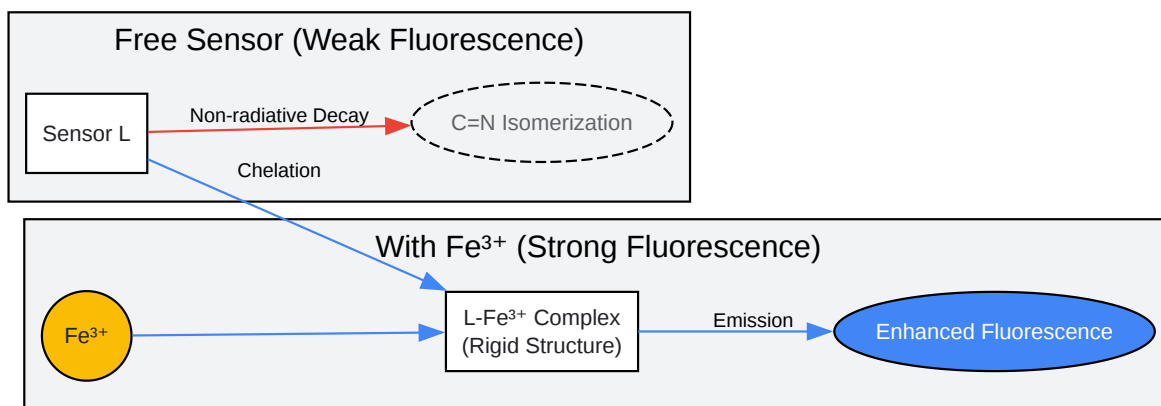 Free Sensor (Weak Fluorescence)
Sensor L
Non-radiative Decay
C=N Isomerization
Chelation
With Fe³⁺ (Strong Fluorescence)
Fe³⁺
L-Fe³⁺ Complex
(Rigid Structure)
Emission
Enhanced Fluorescence